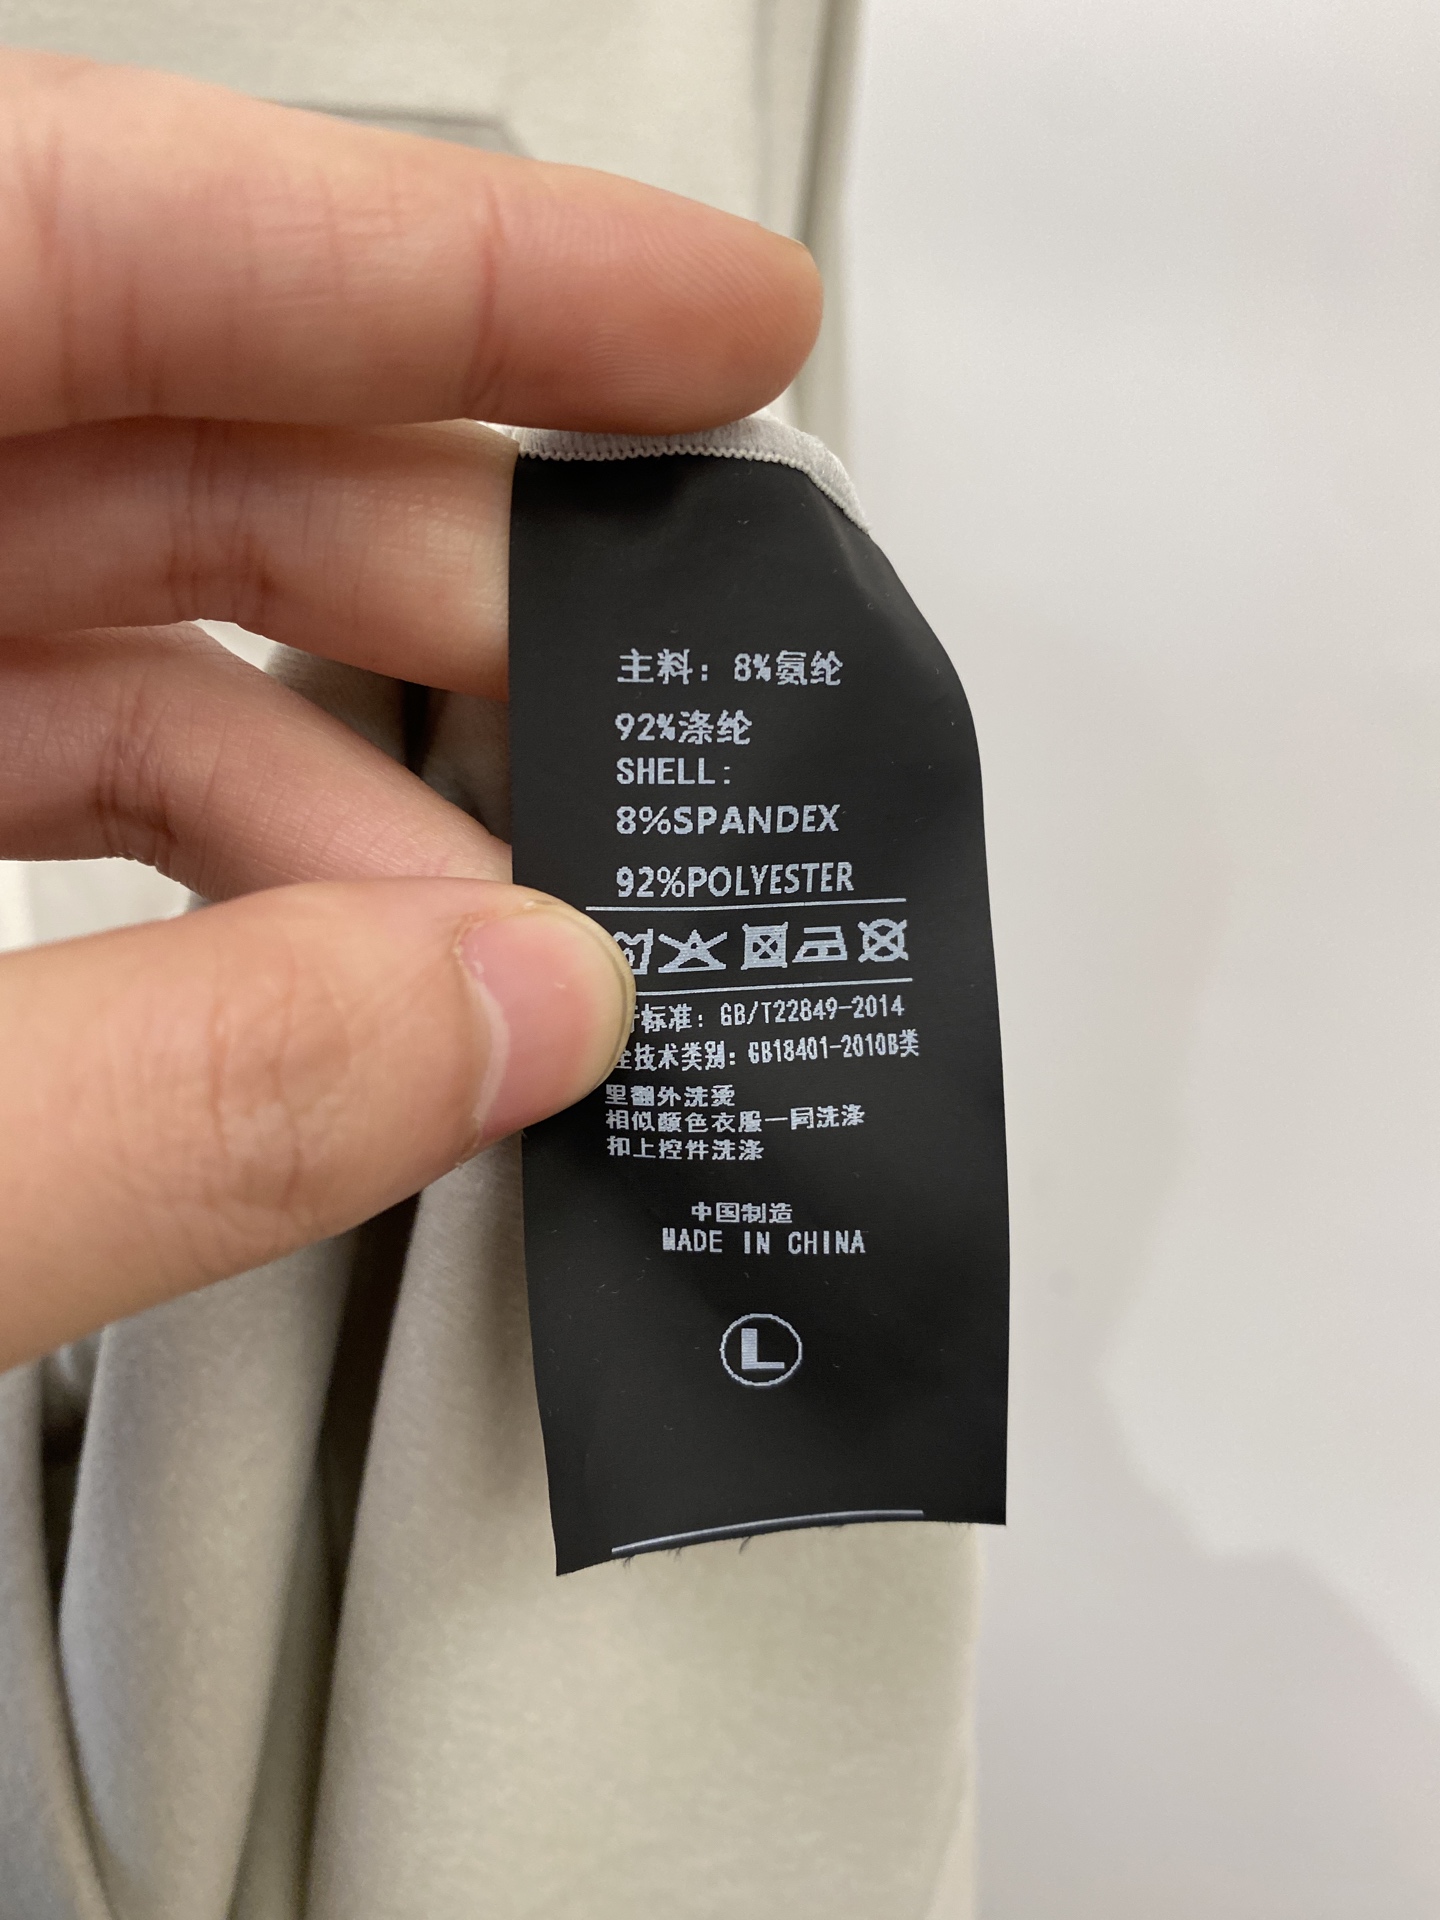 主料: 8%氨纶
92%涤纶
SHELL:
8%SPANDEX
92%POLYESTER
标准: GB/T22849-2014
技术类别: GB18401-2010B类
里翻外洗烫
相似颜色衣服一同洗涤
扣上控件洗涤
中国制造
MADE IN CHINA
L